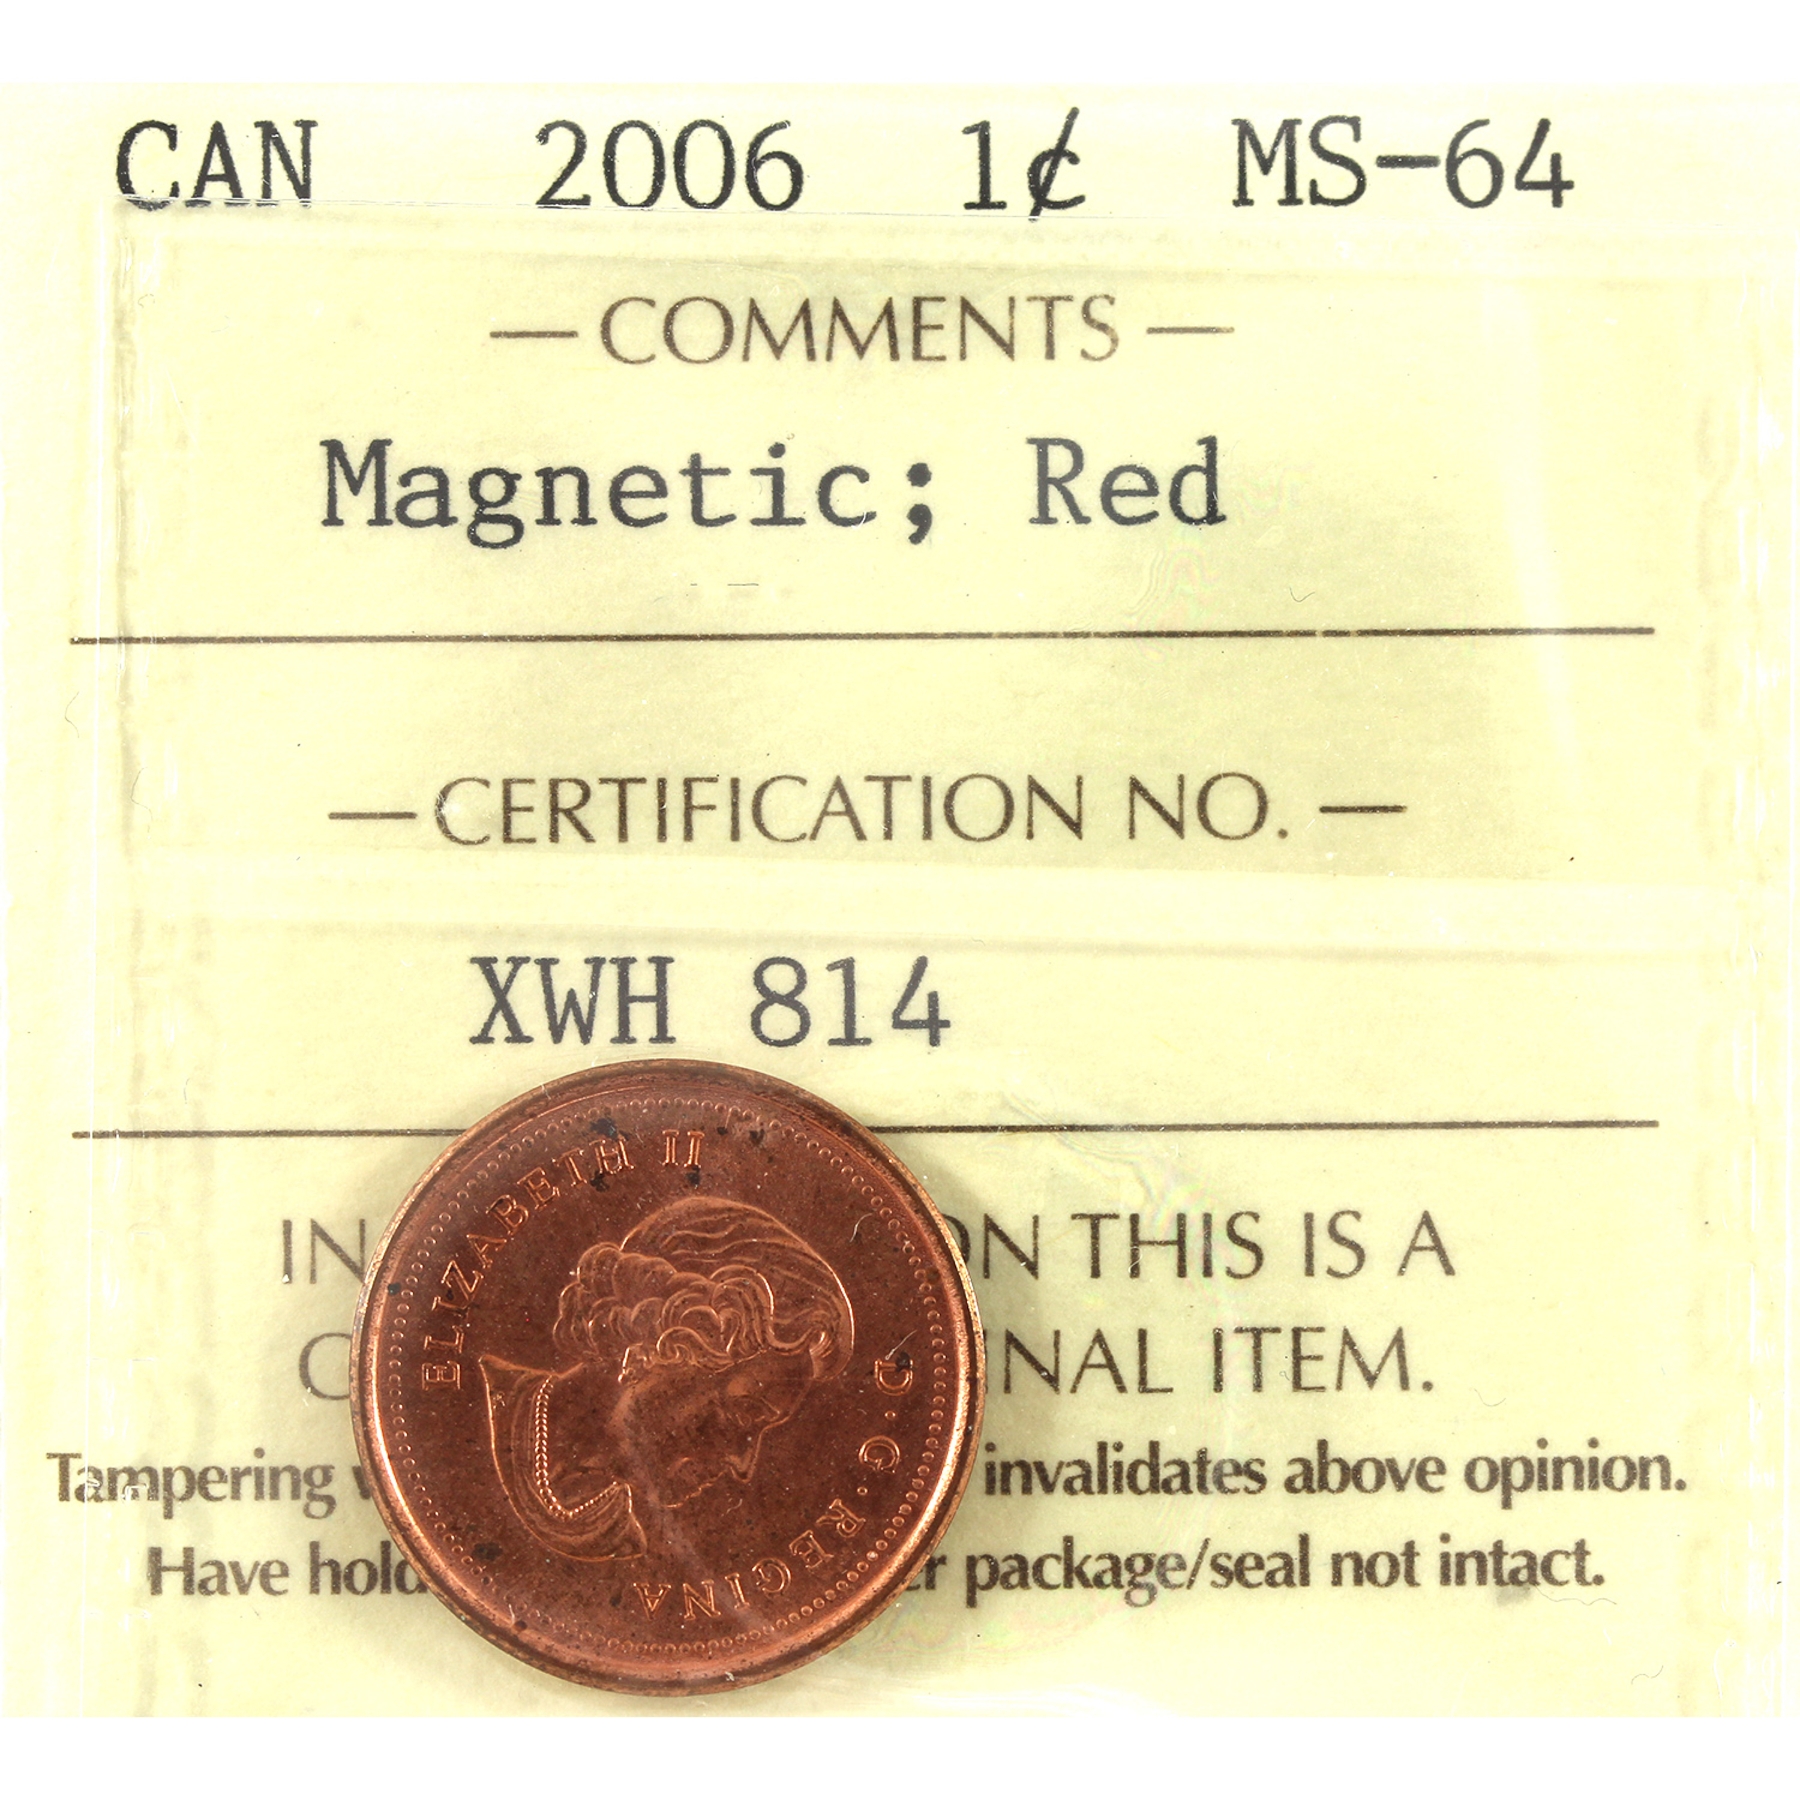 CAN 2006 1¢ MS-64
— COMMENTS —
Magnetic; Red
— CERTIFICATION NO. —
XWH 814
IN ON THIS IS A
NAL ITEM.
Tampering invalidates above opinion.
Have hold package/seal not intact.
ELIZABETH II D · G · REGINA